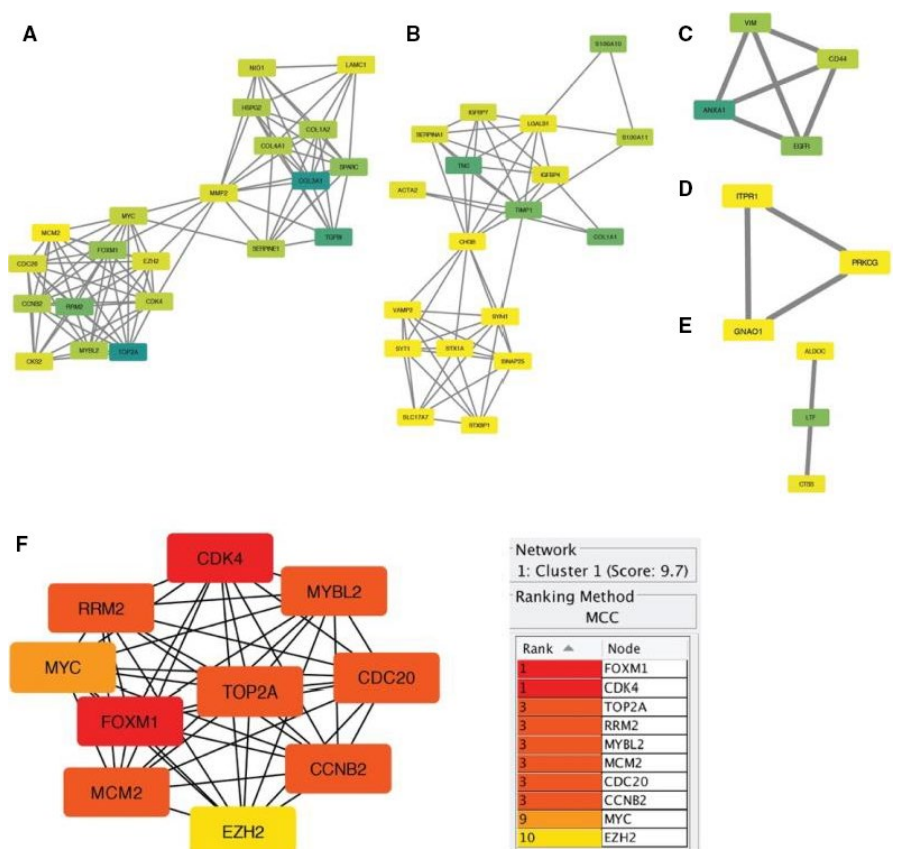 A
NID1
LAMC1
HSPG2
COL1A2
COL4A1
SPARC
COL3A1
MMP2
MYC
MCM2
FOXM1
EZH2
CDC20
SERPINE1
TGFBI
CCNB2
RRM2
CDK4
MYBL2
TOP2A
CKS2
B
S100A10
IGFBP7
LGALS1
SERPINA1
S100A11
TNC
IGFBP4
ACTA2
TIMP1
COL1A1
CHGB
VAMP2
SYN1
SYT1
STX1A
SNAP25
SLC17A7
STXBP1
C
VIM
CD44
ANXA1
EGFR
D
ITPR1
PRKCG
GNAO1
E
ALDOC
LTF
CTSS
F
CDK4
MYBL2
RRM2
MYC
CDC20
TOP2A
FOXM1
CCNB2
MCM2
EZH2
Network
1: Cluster 1 (Score: 9.7)
Ranking Method
MCC
Rank Node
1 FOXM1
1 CDK4
3 TOP2A
3 RRM2
3 MYBL2
3 MCM2
3 CDC20
3 CCNB2
9 MYC
10 EZH2